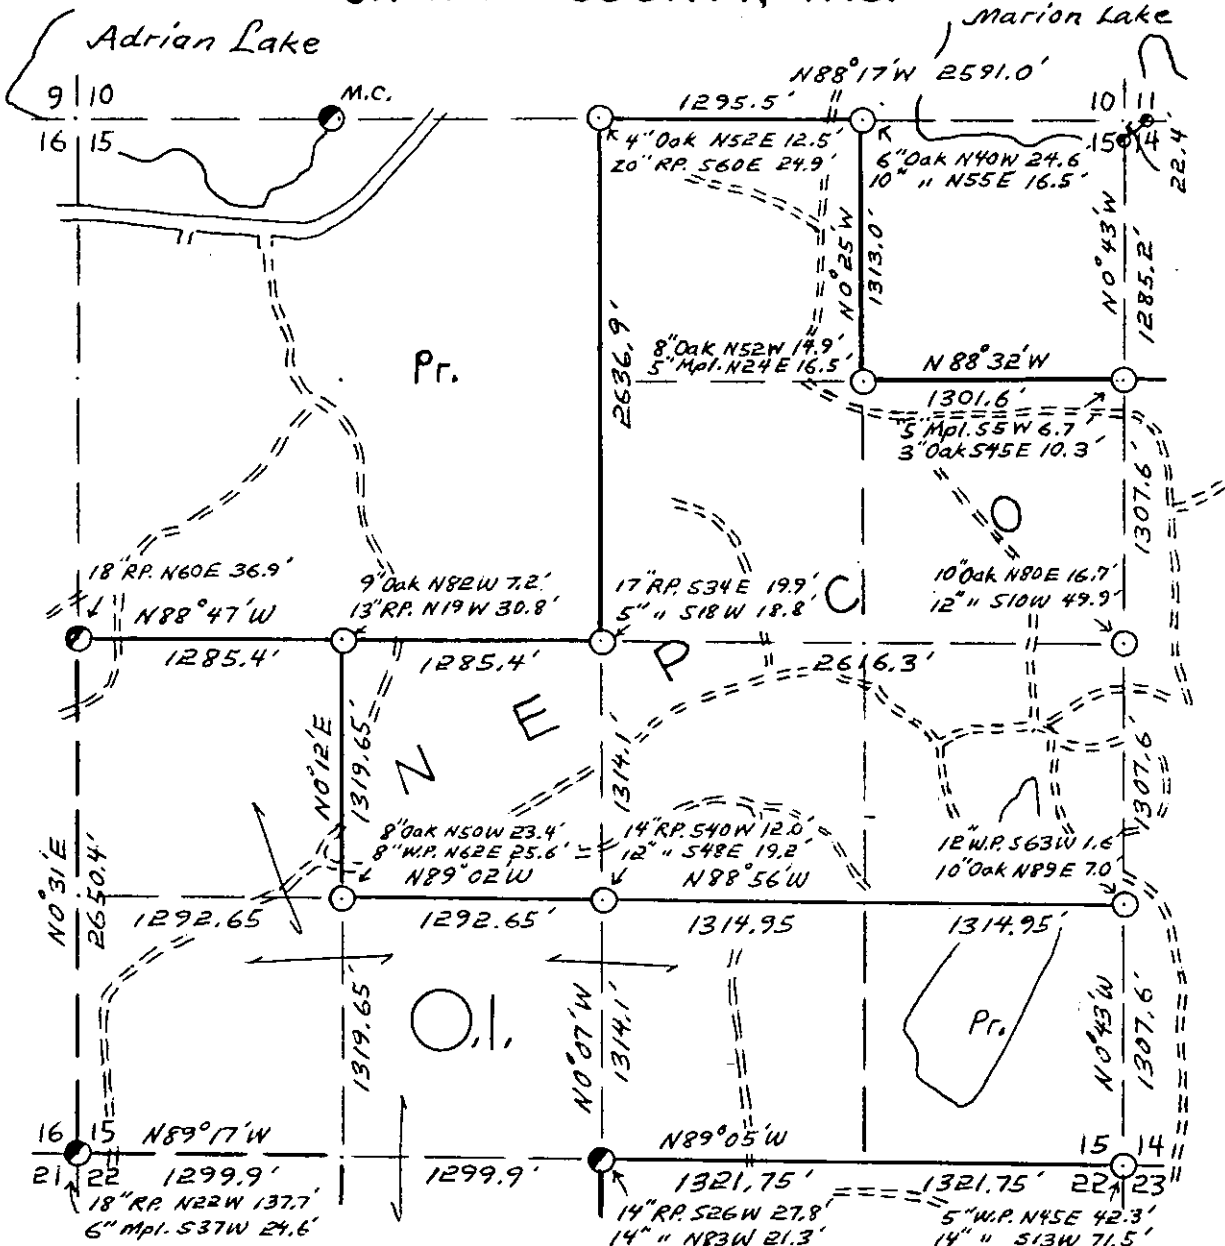 Adrian Lake
Marion Lake
N88°17'W 2591.0'
9 10
16 15
M.C.
1295.5'
10 11
15 14
22.4'
4" Oak N52E 12.5'
20" RP. S60E 24.9'
6" Oak N40W 24.6
10" " N55E 16.5'
N0°25'W
1313.0'
N0°43'W
1285.2'
2636.9'
Pr.
8" Oak N52W 14.9'
5" Mpl. N24E 16.5'
N88°32'W
1301.6'
5" Mpl. S5W 6.7
3" Oak S45E 10.3'
1307.6'
18" RP. N60E 36.9'
9" Oak N82W 7.2'
13" RP. N19W 30.8'
17" RP. S34E 19.9'
5" " S18W 18.8'
10" Oak N80E 16.7'
12" " S10W 49.9'
N88°47'W
1285.4'
1285.4'
2616.3'
N E P C O
N0°12'E
1319.65'
1314.1'
1307.6'
8" Oak N50W 23.4'
8" W.P. N62E 25.6'
14" RP. S40W 12.0'
12" " S48E 19.2'
12" W.P. S63W 1.6
10" Oak N89E 7.0'
N0°31'E
2650.4'
N89°02'W
N88°56'W
1292.65
1292.65'
1314.95
1314.95'
O.I.
1319.65'
N0°07'W
1314.1'
Pr.
N0°43'W
1307.6'
16 15
21 22
N89°17'W
1299.9'
1299.9'
N89°05'W
1321.75'
1321.75'
15 14
22 23
18" RP. N22W 137.7'
6" Mpl. S37W 24.6'
14" RP. S26W 27.8'
14" " N83W 21.3'
5" W.P. N45E 42.3'
14" " S13W 71.5'